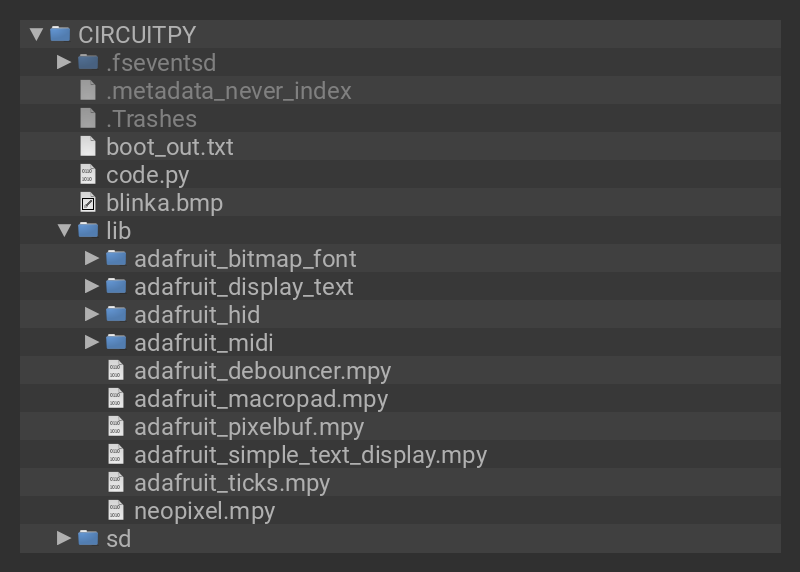 CIRCUITPY
.fseventsd
.metadata_never_index
.Trashes
boot_out.txt
code.py
blinka.bmp
lib
adafruit_bitmap_font
adafruit_display_text
adafruit_hid
adafruit_midi
adafruit_debouncer.mpy
adafruit_macropad.mpy
adafruit_pixelbuf.mpy
adafruit_simple_text_display.mpy
adafruit_ticks.mpy
neopixel.mpy
sd